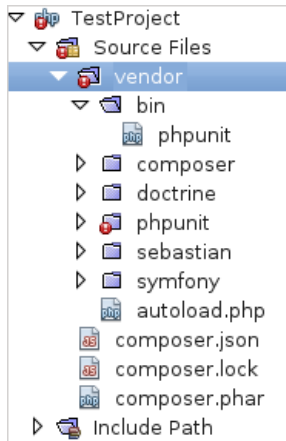 TestProject
Source Files
vendor
bin
phpunit
composer
doctrine
phpunit
sebastian
symfony
autoload.php
composer.json
composer.lock
composer.phar
Include Path